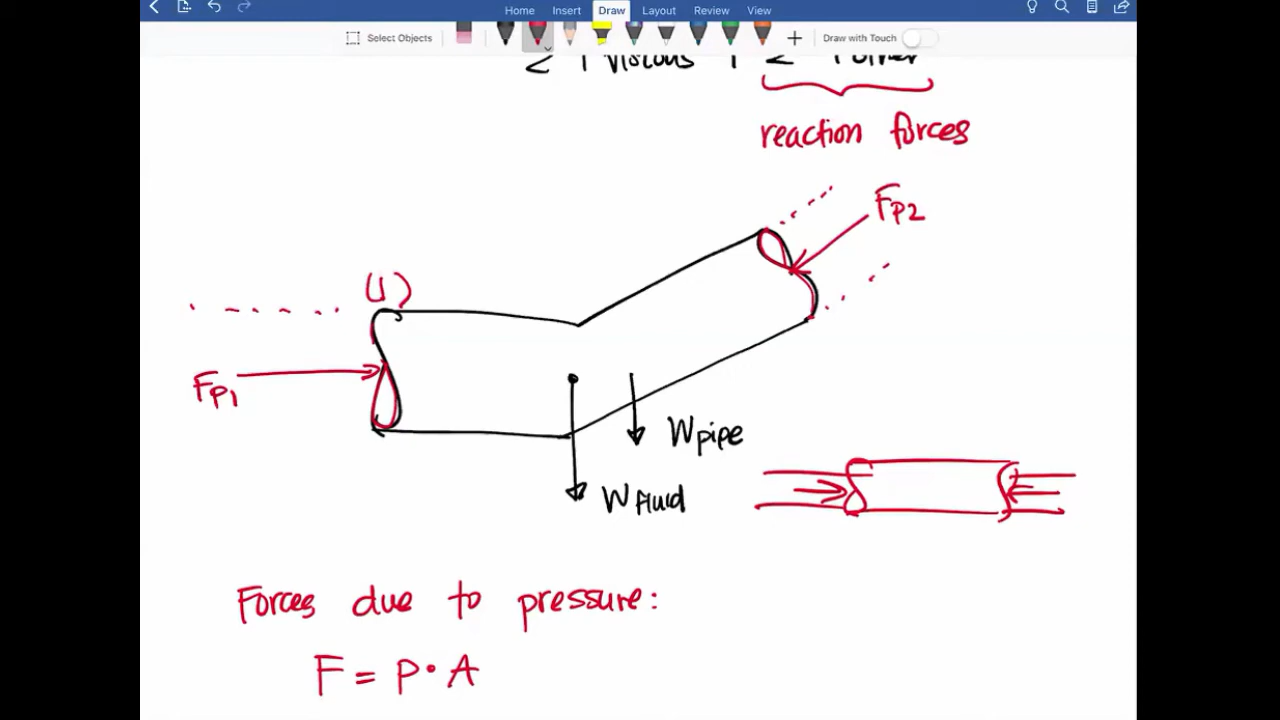 Home Insert Draw Layout Review View
Select Objects
Draw with Touch
reaction forces
Fp2
(1)
Fp1
Wpipe
Wfluid
Forces due to pressure:
F = P • A